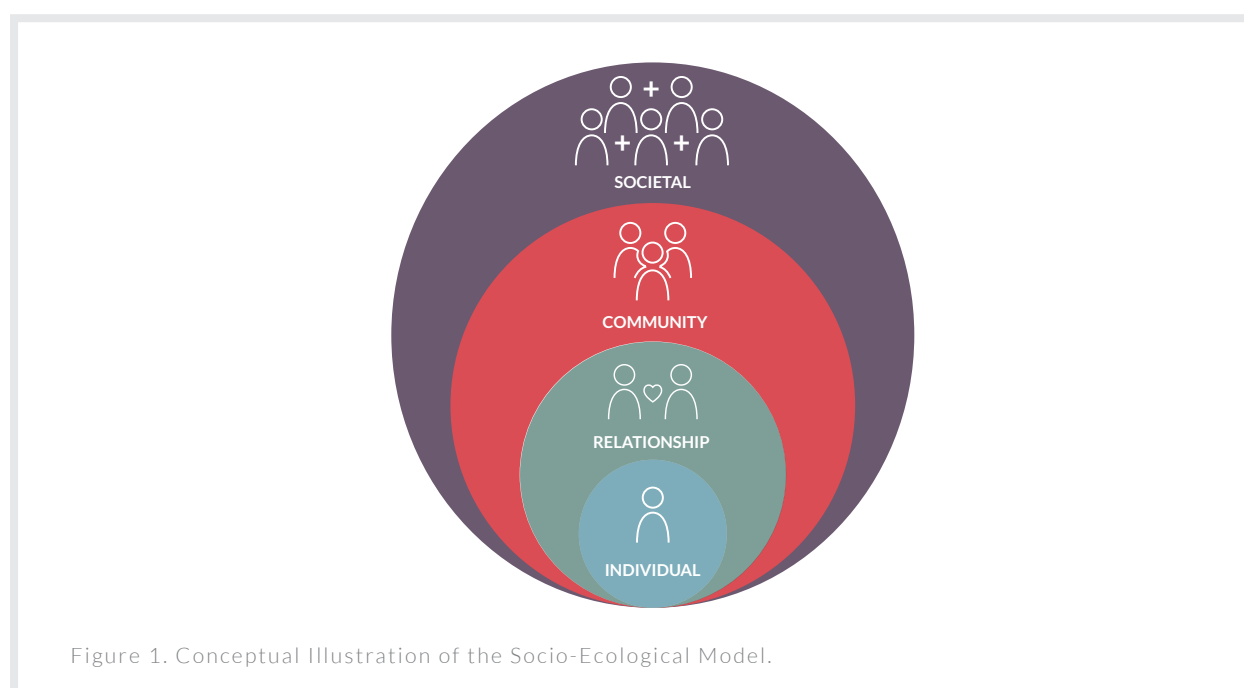 SOCIETAL
COMMUNITY
RELATIONSHIP
INDIVIDUAL
Figure 1. Conceptual Illustration of the Socio-Ecological Model.